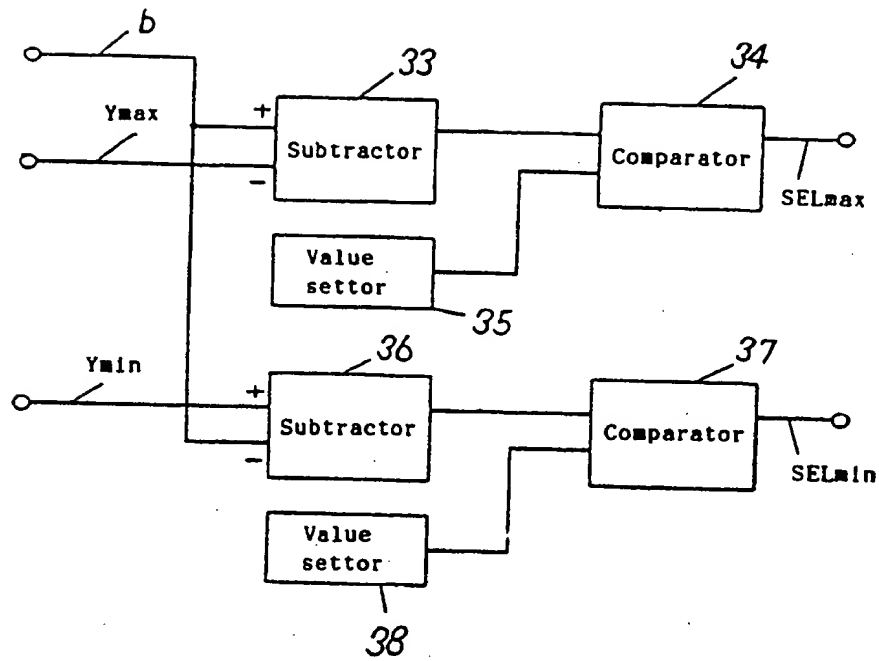 b
33
34
Ymax
+
Subtractor
−
Comparator
SELmax
Value
settor
35
36
37
Ymin
+
Subtractor
−
Comparator
SELmin
Value
settor
38